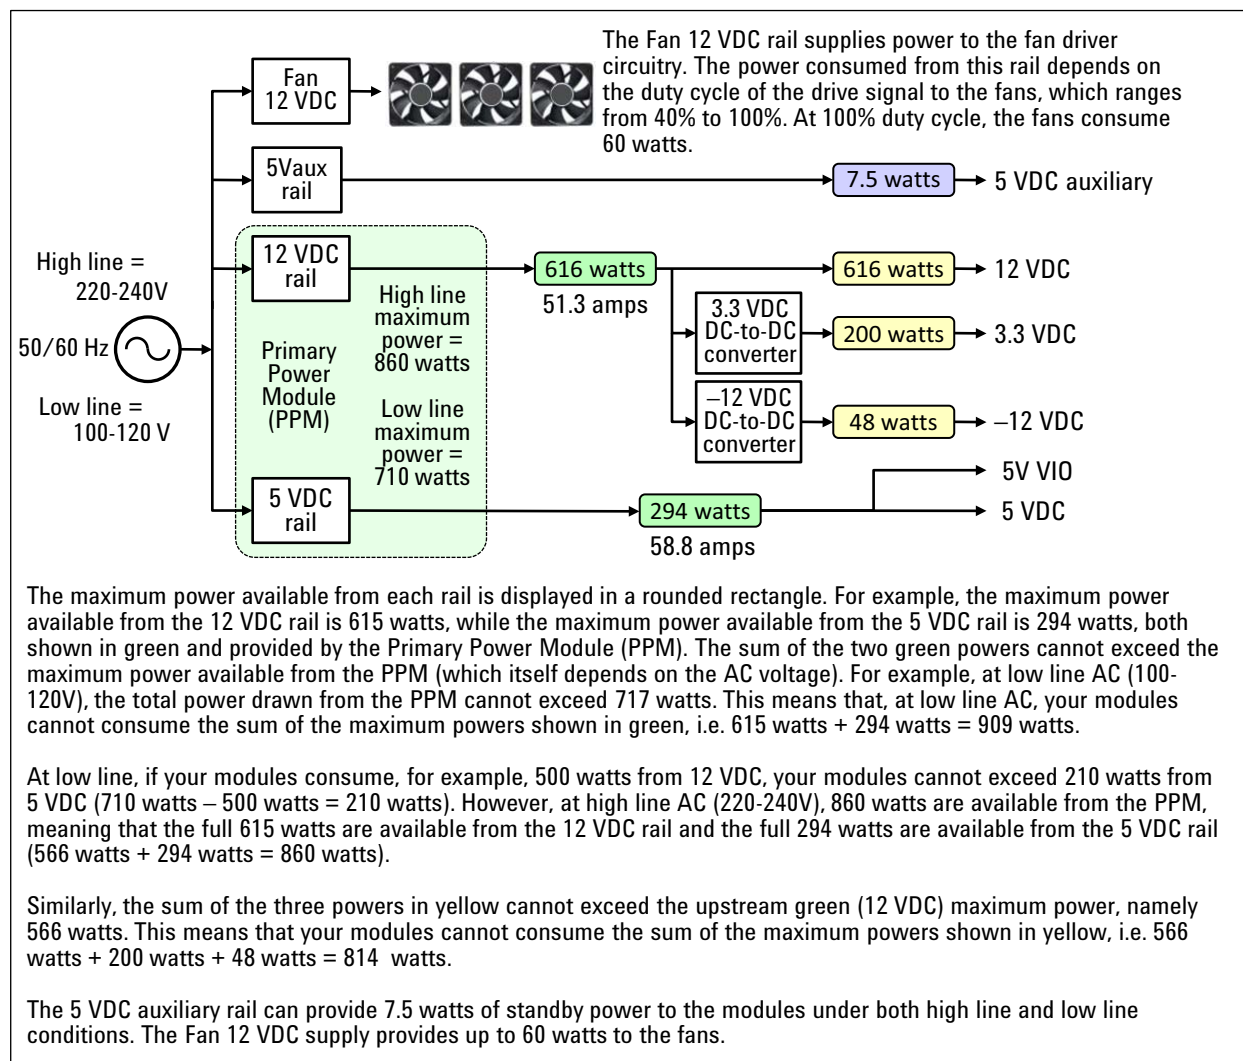 The Fan 12 VDC rail supplies power to the fan driver
circuitry. The power consumed from this rail depends on
the duty cycle of the drive signal to the fans, which ranges
from 40% to 100%. At 100% duty cycle, the fans consume
60 watts.
Fan
12 VDC
5Vaux
rail
7.5 watts
5 VDC auxiliary
12 VDC
rail
616 watts
51.3 amps
616 watts
12 VDC
High line =
220-240V
50/60 Hz
Low line =
100-120 V
Primary
Power
Module
(PPM)
High line
maximum
power =
860 watts
Low line
maximum
power =
710 watts
3.3 VDC
DC-to-DC
converter
200 watts
3.3 VDC
–12 VDC
DC-to-DC
converter
48 watts
–12 VDC
5 VDC
rail
294 watts
58.8 amps
5V VIO
5 VDC
The maximum power available from each rail is displayed in a rounded rectangle. For example, the maximum power
available from the 12 VDC rail is 615 watts, while the maximum power available from the 5 VDC rail is 294 watts, both
shown in green and provided by the Primary Power Module (PPM). The sum of the two green powers cannot exceed the
maximum power available from the PPM (which itself depends on the AC voltage). For example, at low line AC (100-
120V), the total power drawn from the PPM cannot exceed 717 watts. This means that, at low line AC, your modules
cannot consume the sum of the maximum powers shown in green, i.e. 615 watts + 294 watts = 909 watts.
At low line, if your modules consume, for example, 500 watts from 12 VDC, your modules cannot exceed 210 watts from
5 VDC (710 watts – 500 watts = 210 watts). However, at high line AC (220-240V), 860 watts are available from the PPM,
meaning that the full 615 watts are available from the 12 VDC rail and the full 294 watts are available from the 5 VDC rail
(566 watts + 294 watts = 860 watts).
Similarly, the sum of the three powers in yellow cannot exceed the upstream green (12 VDC) maximum power, namely
566 watts. This means that your modules cannot consume the sum of the maximum powers shown in yellow, i.e. 566
watts + 200 watts + 48 watts = 814 watts.
The 5 VDC auxiliary rail can provide 7.5 watts of standby power to the modules under both high line and low line
conditions. The Fan 12 VDC supply provides up to 60 watts to the fans.